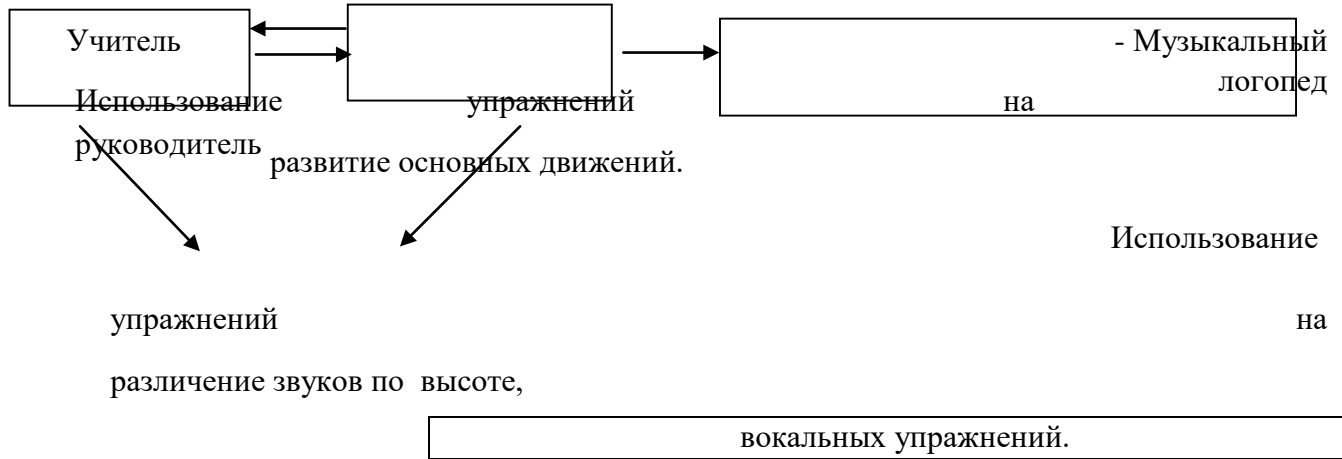 Учитель - Музыкальный
логопед
Использование упражнений на
руководитель
развитие основных движений.
Использование
упражнений на
различение звуков по высоте,
вокальных упражнений.